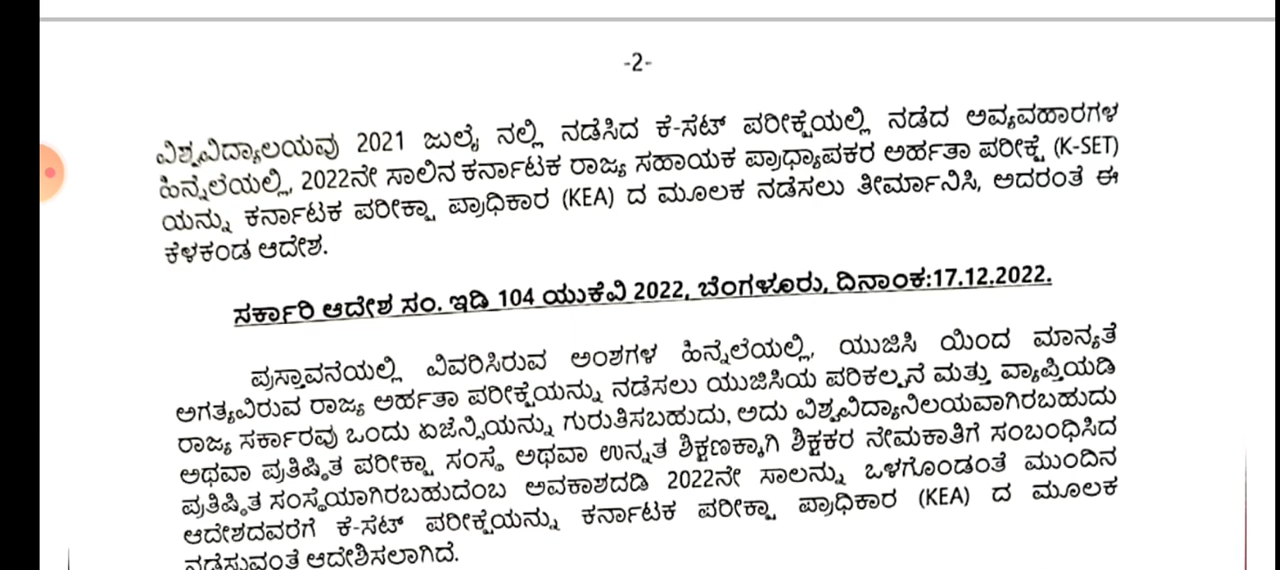 -2-
ವಿಶ್ವವಿದ್ಯಾಲಯವು 2021 ಜುಲೈ ನಲ್ಲಿ ನಡೆಸಿದ ಕೆ-ಸೆಟ್ ಪರೀಕ್ಷೆಯಲ್ಲಿ ನಡೆದ ಅವ್ಯವಹಾರಗಳ
ಹಿನ್ನೆಲೆಯಲ್ಲಿ, 2022ನೇ ಸಾಲಿನ ಕರ್ನಾಟಕ ರಾಜ್ಯ ಸಹಾಯಕ ಪ್ರಾಧ್ಯಾಪಕರ ಅರ್ಹತಾ ಪರೀಕ್ಷೆ (K-SET)
ಯನ್ನು ಕರ್ನಾಟಕ ಪರೀಕ್ಷಾ ಪ್ರಾಧಿಕಾರ (KEA) ದ ಮೂಲಕ ನಡೆಸಲು ತೀರ್ಮಾನಿಸಿ, ಅದರಂತೆ ಈ
ಕೆಳಕಂಡ ಆದೇಶ.
ಸರ್ಕಾರಿ ಆದೇಶ ಸಂ. ಇಡಿ 104 ಯುಕೆವಿ 2022, ಬೆಂಗಳೂರು, ದಿನಾಂಕ:17.12.2022.
ಪ್ರಸ್ತಾವನೆಯಲ್ಲಿ ವಿವರಿಸಿರುವ ಅಂಶಗಳ ಹಿನ್ನೆಲೆಯಲ್ಲಿ, ಯುಜಿಸಿ ಯಿಂದ ಮಾನ್ಯತೆ
ಅಗತ್ಯವಿರುವ ರಾಜ್ಯ ಅರ್ಹತಾ ಪರೀಕ್ಷೆಯನ್ನು ನಡೆಸಲು ಯುಜಿಸಿಯ ಪರಿಕಲ್ಪನೆ ಮತ್ತು ವ್ಯಾಪ್ತಿಯಡಿ
ರಾಜ್ಯ ಸರ್ಕಾರವು ಒಂದು ಏಜೆನ್ಸಿಯನ್ನು ಗುರುತಿಸಬಹುದು, ಅದು ವಿಶ್ವವಿದ್ಯಾನಿಲಯವಾಗಿರಬಹುದು
ಅಥವಾ ಪ್ರತಿಷ್ಠಿತ ಪರೀಕ್ಷಾ ಸಂಸ್ಥೆ ಅಥವಾ ಉನ್ನತ ಶಿಕ್ಷಣಕ್ಕಾಗಿ ಶಿಕ್ಷಕರ ನೇಮಕಾತಿಗೆ ಸಂಬಂಧಿಸಿದ
ಪ್ರತಿಷ್ಠಿತ ಸಂಸ್ಥೆಯಾಗಿರಬಹುದೆಂಬ ಅವಕಾಶದಡಿ 2022ನೇ ಸಾಲನ್ನು ಒಳಗೊಂಡಂತೆ ಮುಂದಿನ
ಆದೇಶದವರೆಗೆ ಕೆ-ಸೆಟ್ ಪರೀಕ್ಷೆಯನ್ನು ಕರ್ನಾಟಕ ಪರೀಕ್ಷಾ ಪ್ರಾಧಿಕಾರ (KEA) ದ ಮೂಲಕ
ನಡೆಸುವಂತೆ ಆದೇಶಿಸಲಾಗಿದೆ.